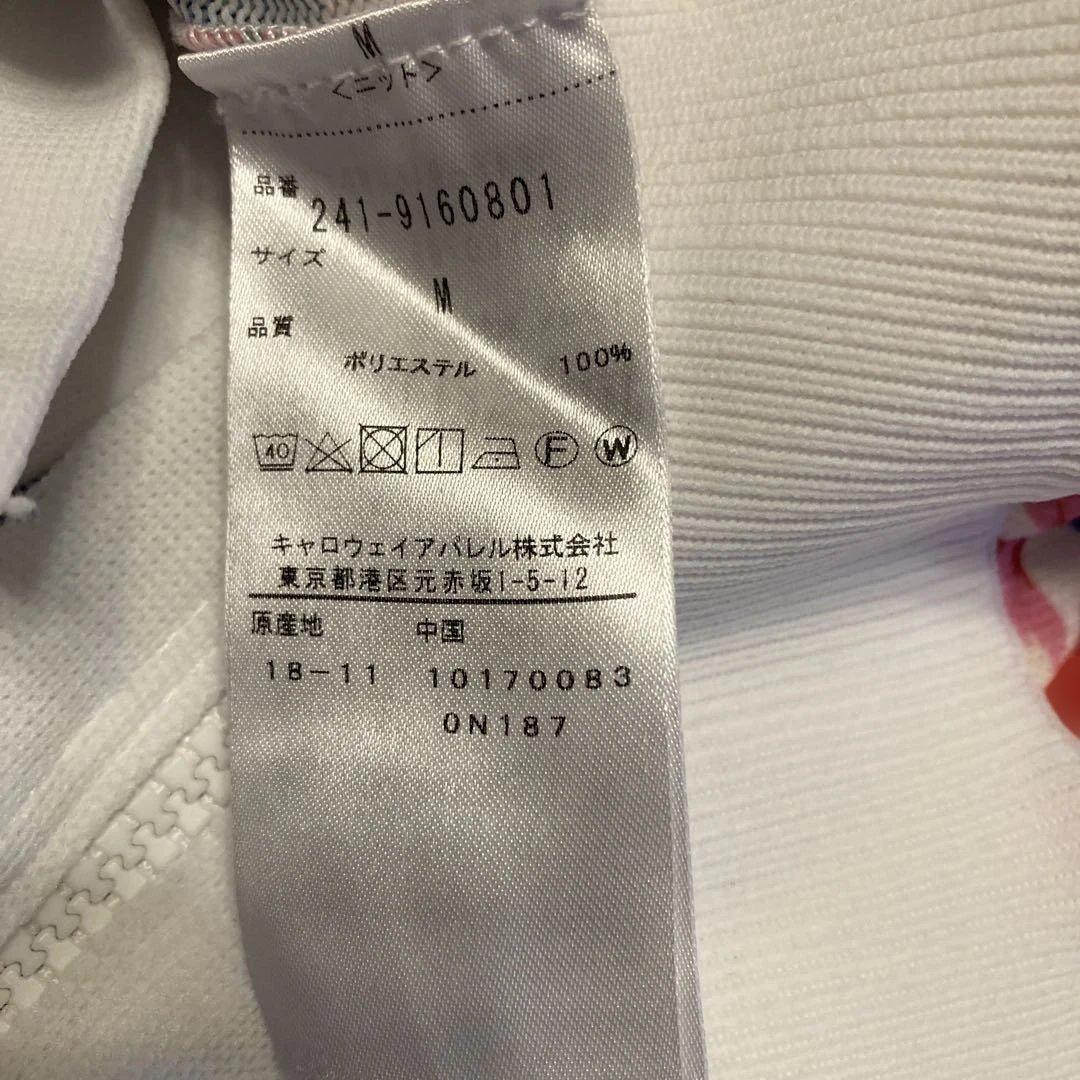 M
<ニット>
品番 241-9160801
サイズ
M
品質
ポリエステル 100%
40 F W
キャロウェイアパレル株式会社
東京都港区元赤坂1-5-12
原産地 中国
18-11 10170083
0N187